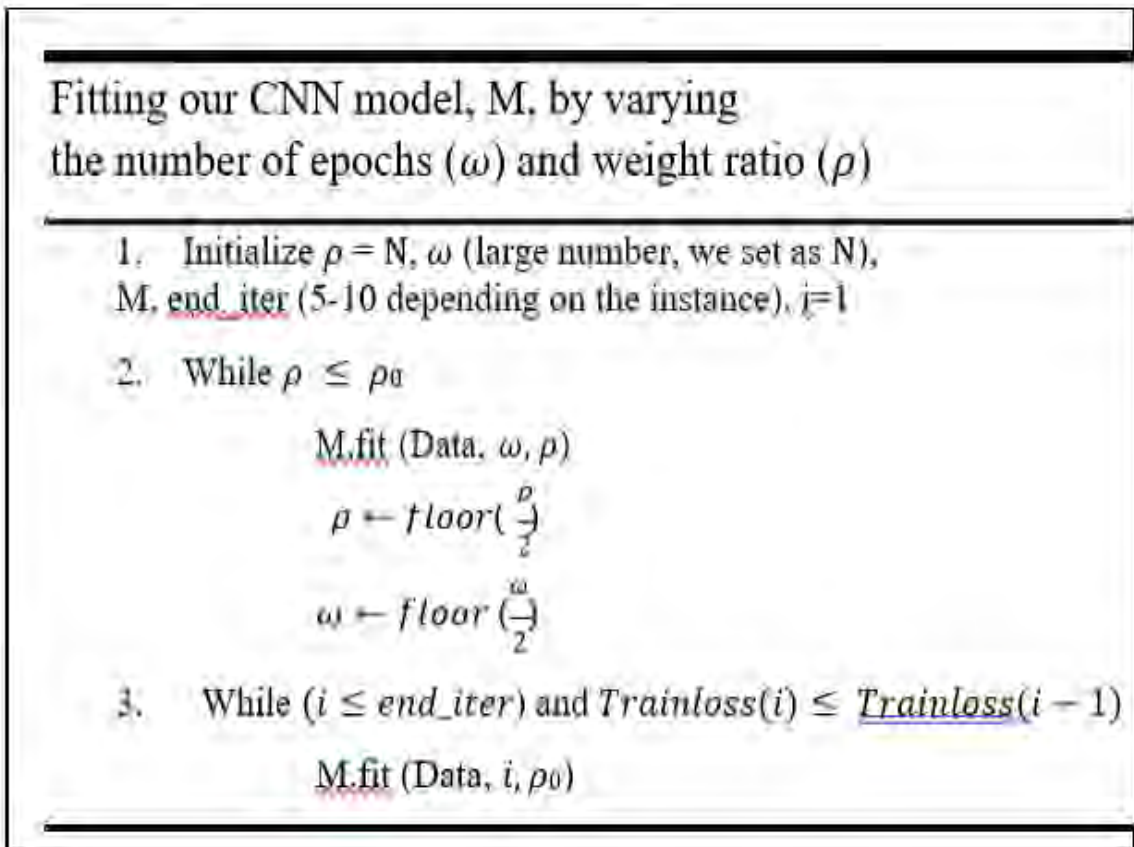 Fitting our CNN model, M, by varying
the number of epochs (ω) and weight ratio (ρ)
1. Initialize ρ = N, ω (large number, we set as N),
M, end_iter (5-10 depending on the instance), i=1
2. While ρ ≤ ρ0
M.fit (Data, ω, ρ)
ρ ← floor(ρ/2)
ω ← floor (ω/2)
3. While (i ≤ end_iter) and Trainloss(i) ≤ Trainloss(i − 1)
M.fit (Data, i, ρ0)